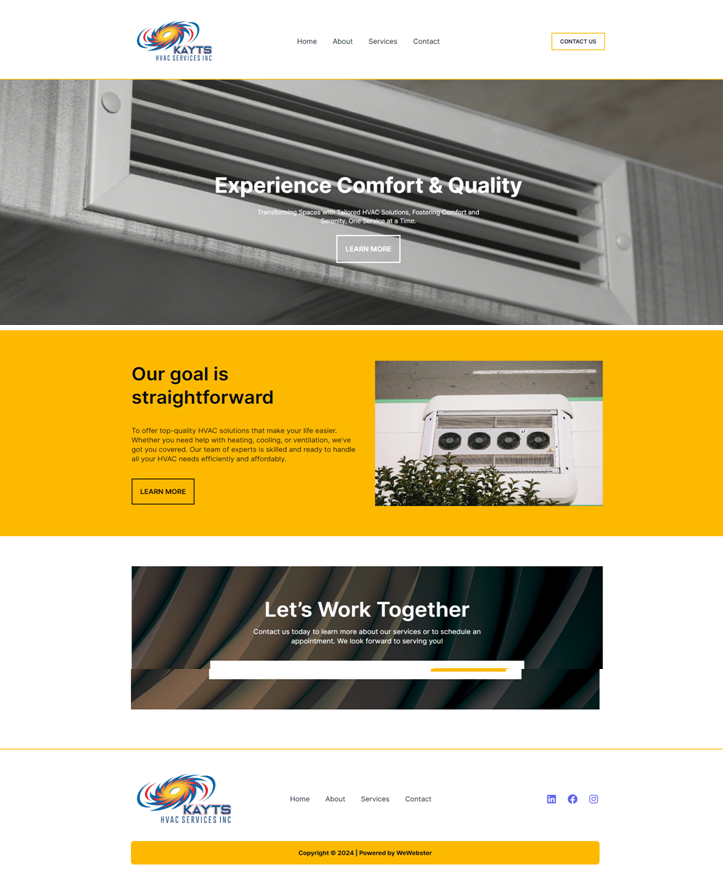 KAYTS
HVAC SERVICES INC
Home About Services Contact
CONTACT US
Experience Comfort & Quality
Transforming Spaces with Tailored HVAC Solutions, Fostering Comfort and
Serenity, One Service at a Time.
LEARN MORE
Our goal is
straightforward
To offer top-quality HVAC solutions that make your life easier.
Whether you need help with heating, cooling, or ventilation, we've
got you covered. Our team of experts is skilled and ready to handle
all your HVAC needs efficiently and affordably.
LEARN MORE
Let's Work Together
Contact us today to learn more about our services or to schedule an
appointment. We look forward to serving you!
KAYTS
HVAC SERVICES INC
Home About Services Contact
Copyright © 2024 | Powered by WeWebster